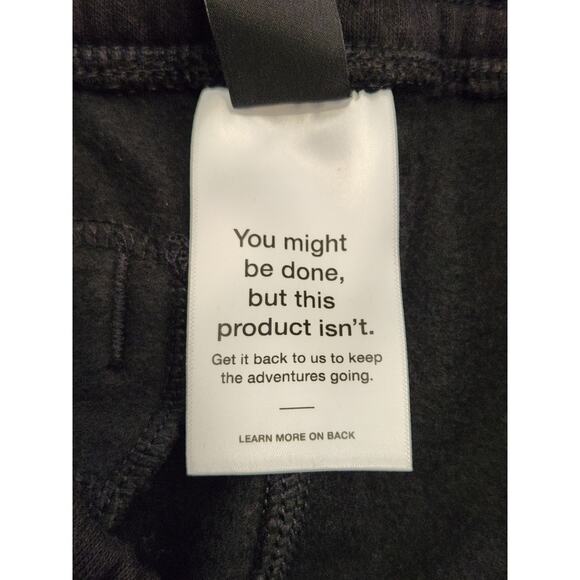 You might
be done,
but this
product isn't.
Get it back to us to keep
the adventures going.
LEARN MORE ON BACK